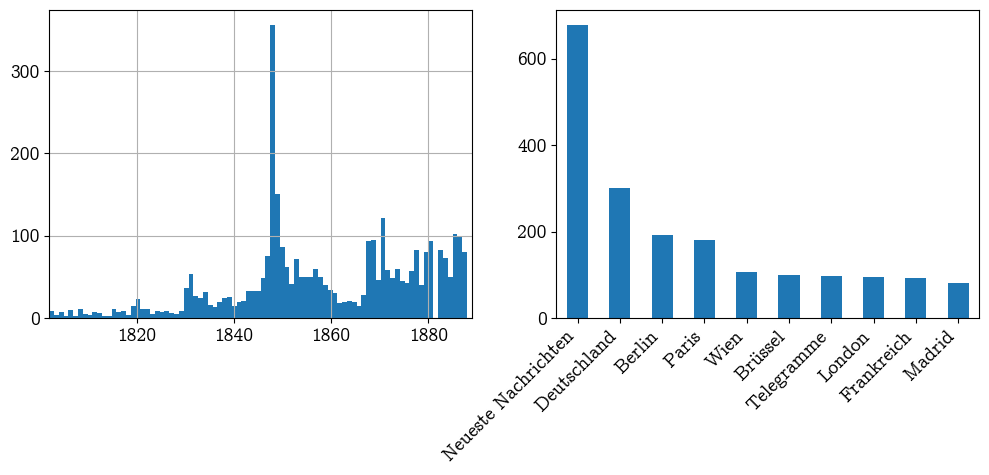 300
200
100
0
1820 1840 1860 1880
600
400
200
0
Neueste Nachrichten
Deutschland
Berlin
Paris
Wien
Brüssel
Telegramme
London
Frankreich
Madrid